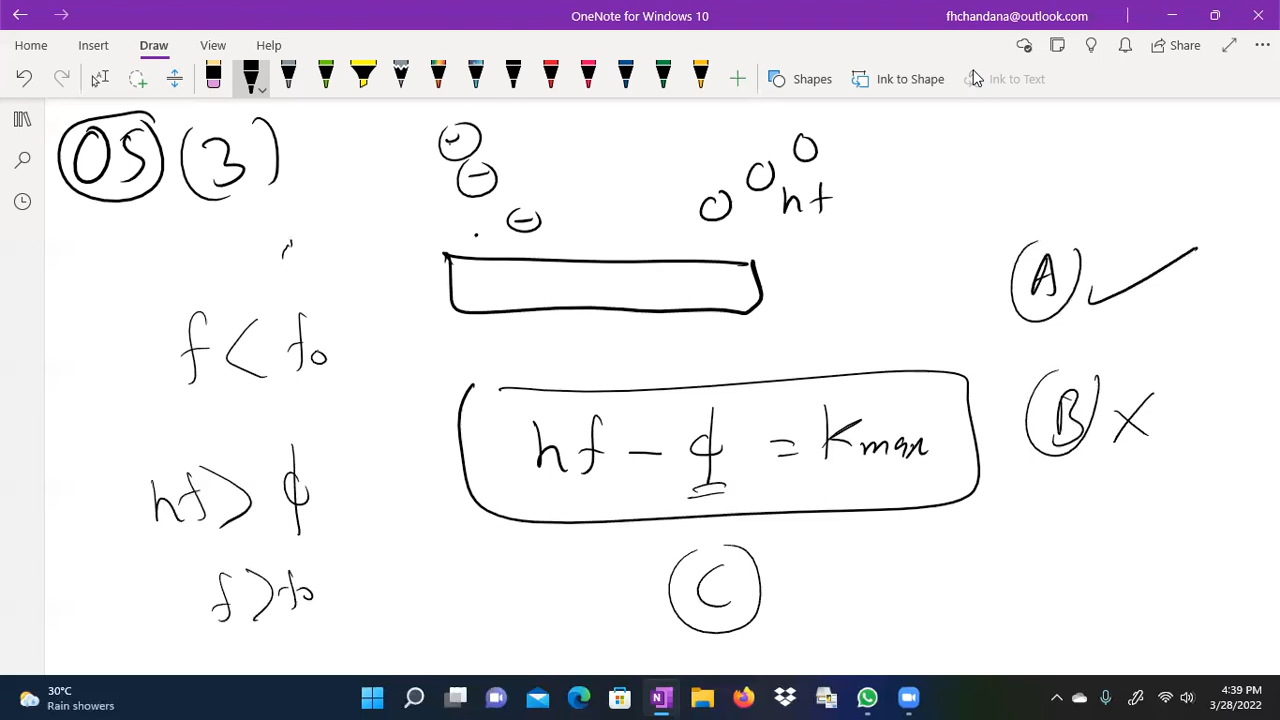 OneNote for Windows 10
fhchandana@outlook.com
Home Insert Draw View Help
Share
Shapes
Ink to Shape
Ink to Text
05 (3)
hf
f < f₀
A ✓
hf - ϕ = Kmax
B ×
hf > ϕ
f > f₀
C
30°C
Rain showers
4:39 PM
3/28/2022